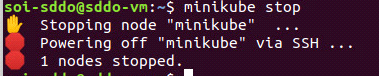 soi-sddo@sddo-vm:~$ minikube stop
✋ Stopping node "minikube" ...
🛑 Powering off "minikube" via SSH ...
🛑 1 nodes stopped.